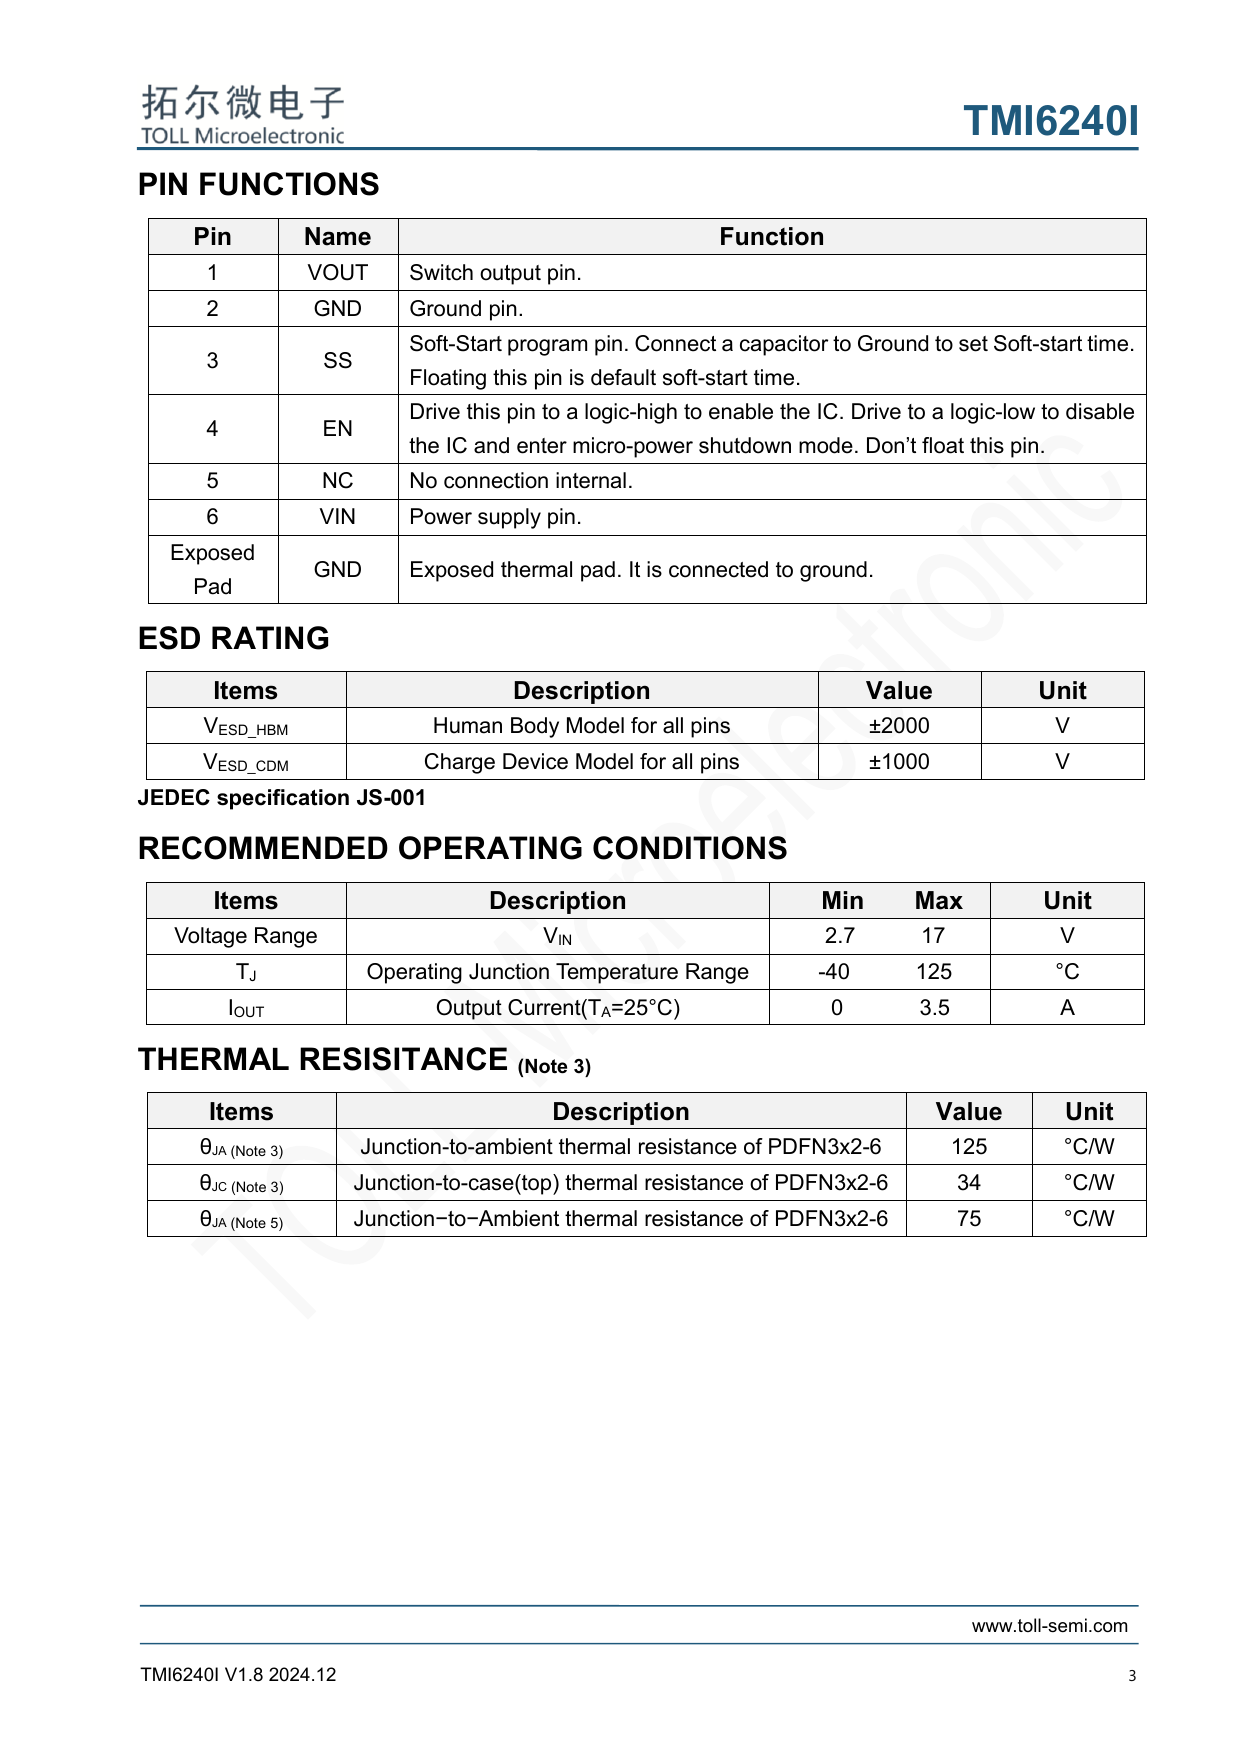 拓尔微电子
TOLL Microelectronic
TMI6240I
PIN FUNCTIONS
Pin Name Function
1 VOUT Switch output pin.
2 GND Ground pin.
3 SS Soft-Start program pin. Connect a capacitor to Ground to set Soft-start time.
Floating this pin is default soft-start time.
4 EN Drive this pin to a logic-high to enable the IC. Drive to a logic-low to disable
the IC and enter micro-power shutdown mode. Don’t float this pin.
5 NC No connection internal.
6 VIN Power supply pin.
Exposed
Pad GND Exposed thermal pad. It is connected to ground.
ESD RATING
Items Description Value Unit
VESD_HBM Human Body Model for all pins ±2000 V
VESD_CDM Charge Device Model for all pins ±1000 V
JEDEC specification JS-001
RECOMMENDED OPERATING CONDITIONS
Items Description Min Max Unit
Voltage Range VIN 2.7 17 V
TJ Operating Junction Temperature Range -40 125 °C
IOUT Output Current(TA=25°C) 0 3.5 A
THERMAL RESISITANCE (Note 3)
Items Description Value Unit
θJA (Note 3) Junction-to-ambient thermal resistance of PDFN3x2-6 125 °C/W
θJC (Note 3) Junction-to-case(top) thermal resistance of PDFN3x2-6 34 °C/W
θJA (Note 5) Junction−to−Ambient thermal resistance of PDFN3x2-6 75 °C/W
TOLL Microelectronic
www.toll-semi.com
TMI6240I V1.8 2024.12 3